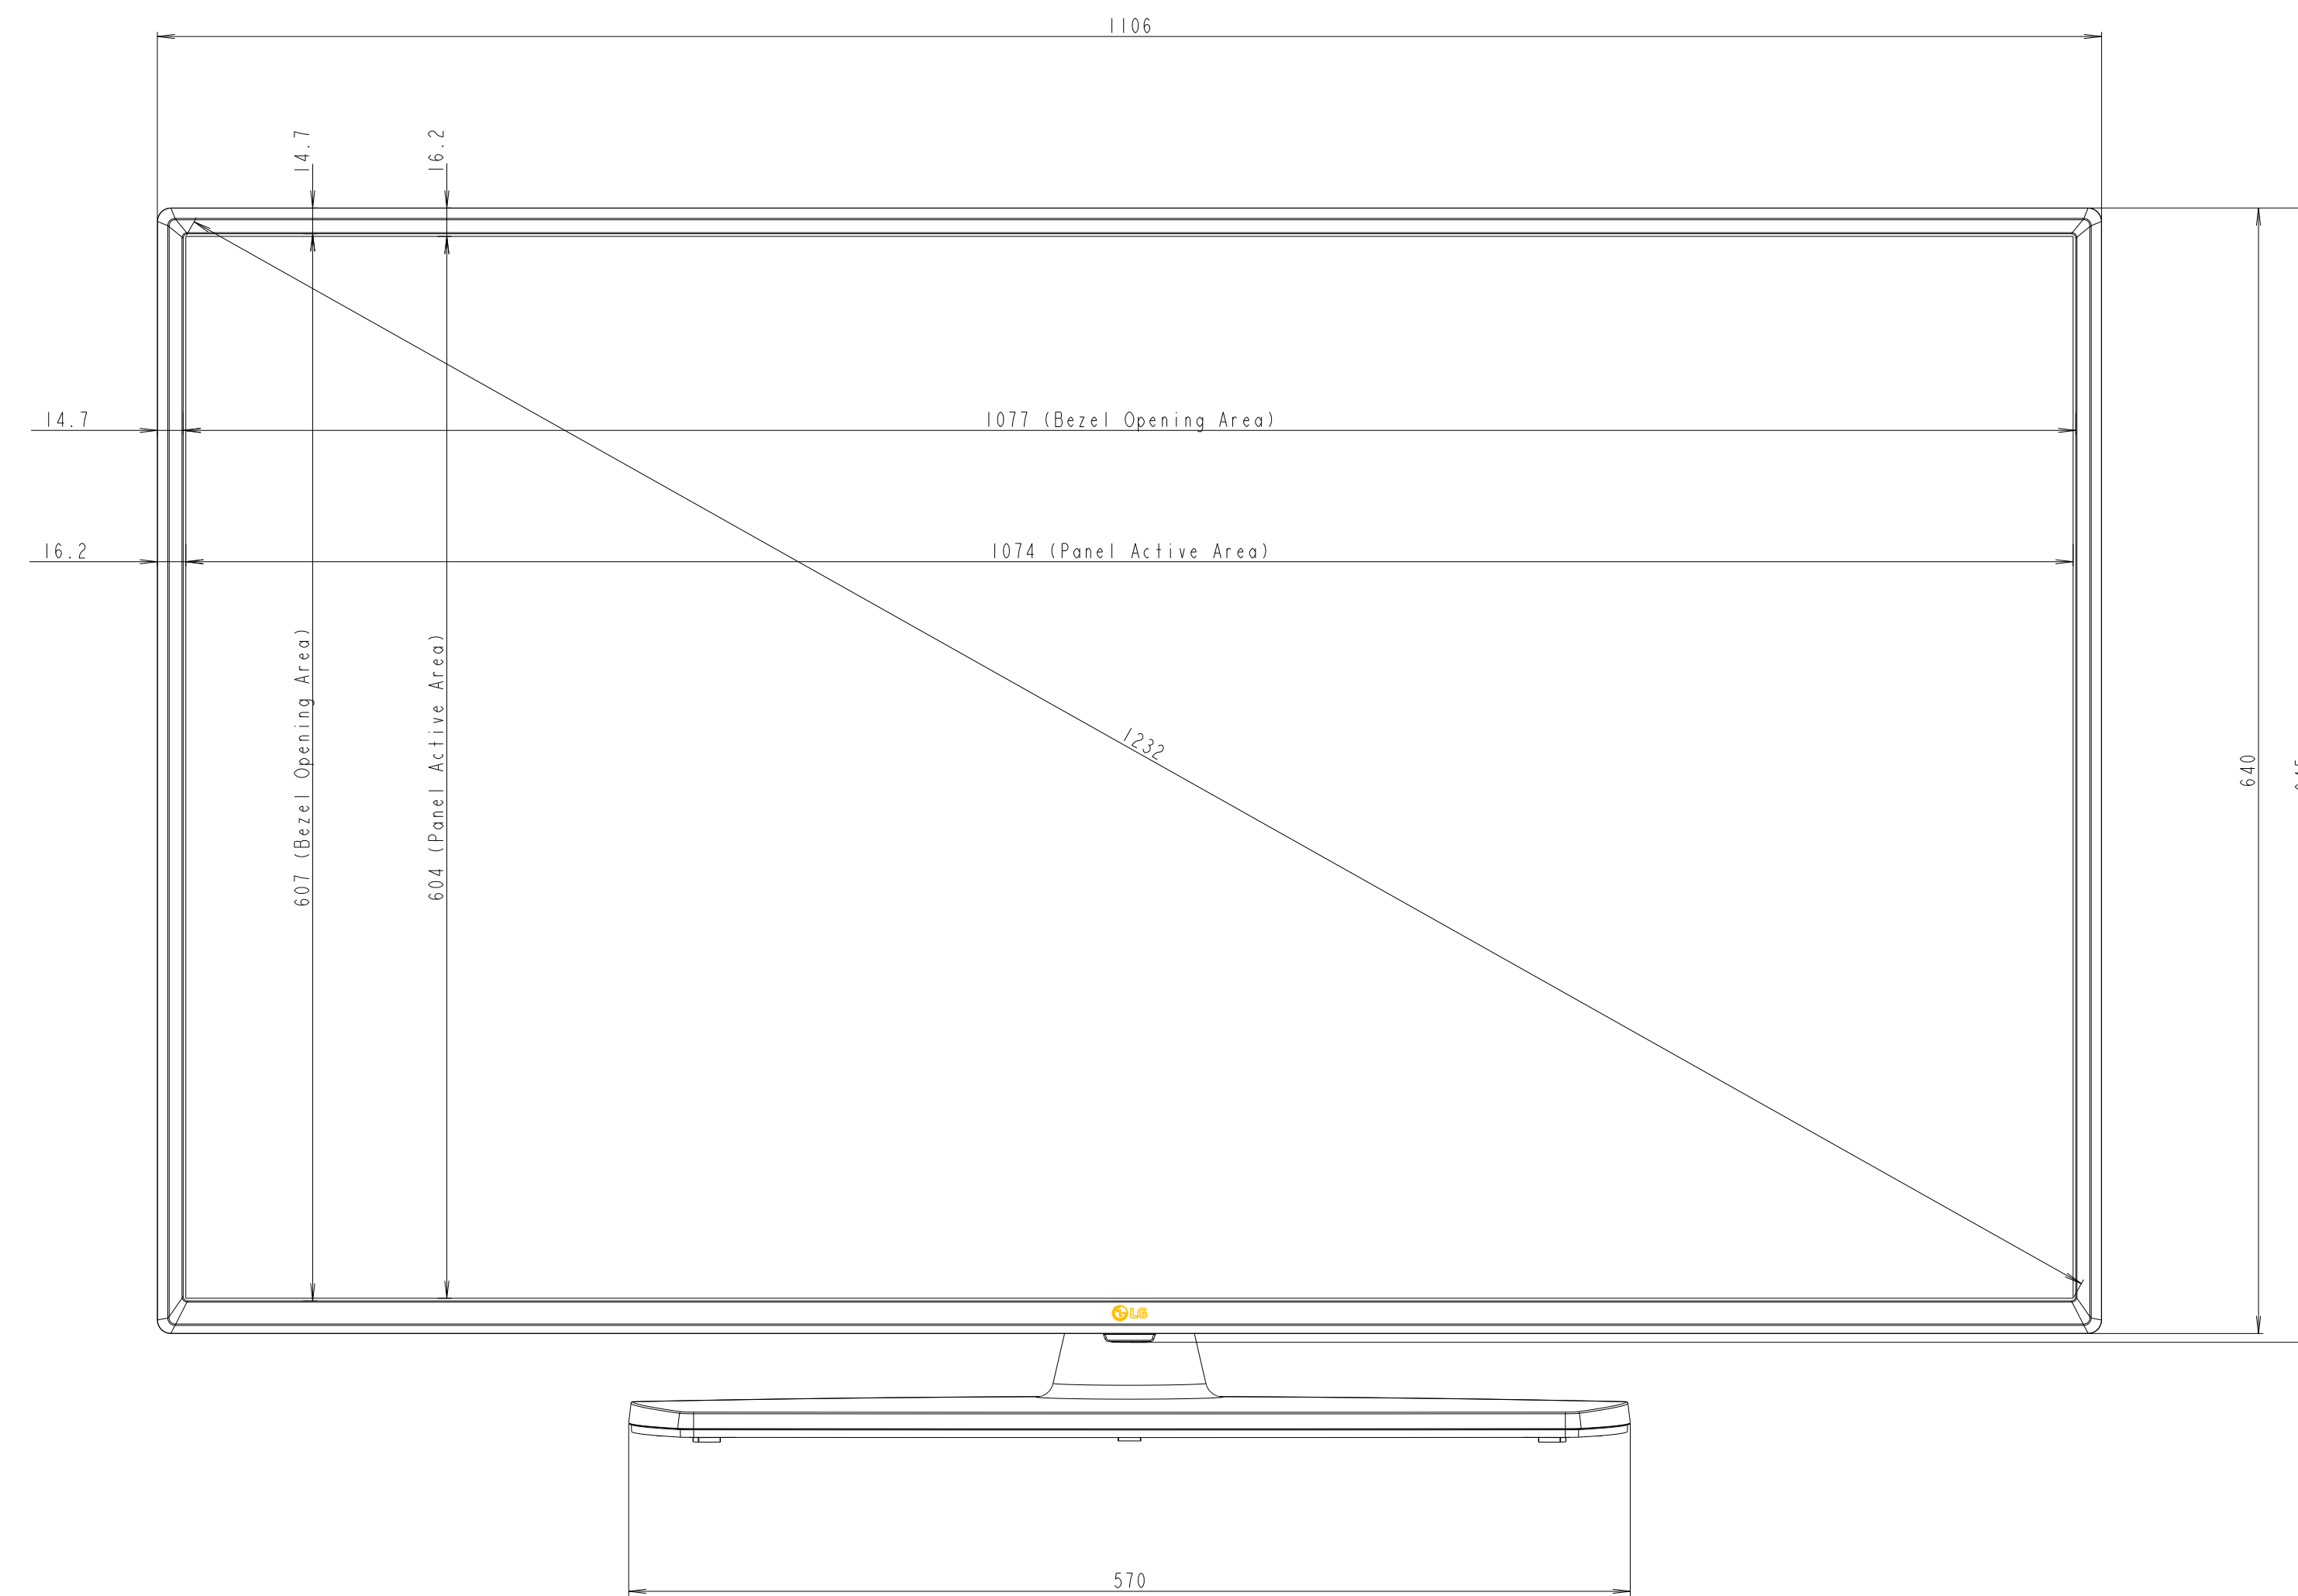 1106
14.7
16.2
14.7
1077 (Bezel Opening Area)
16.2
1074 (Panel Active Area)
607 (Bezel Opening Area)
604 (Panel Active Area)
1232
640
LG
570